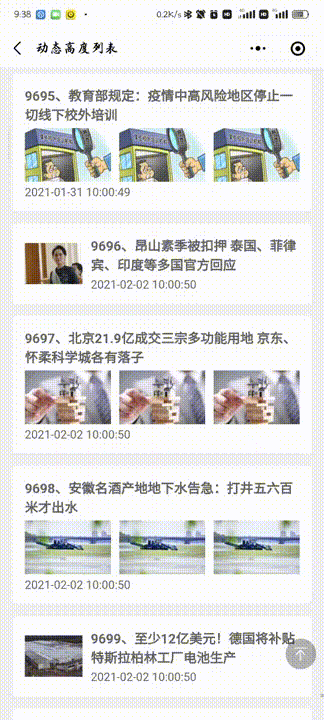 9:38
0.2K/s
动态高度列表
9695、教育部规定：疫情中高风险地区停止一
切线下校外培训
2021-01-31 10:00:49
9696、昂山素季被扣押 泰国、菲律
宾、印度等多国官方回应
2021-02-02 10:00:50
9697、北京21.9亿成交三宗多功能用地 京东、
怀柔科学城各有落子
2021-02-02 10:00:50
9698、安徽名酒产地地下水告急：打井五六百
米才出水
2021-02-02 10:00:50
9699、至少12亿美元！德国将补贴
特斯拉柏林工厂电池生产
2021-02-02 10:00:50